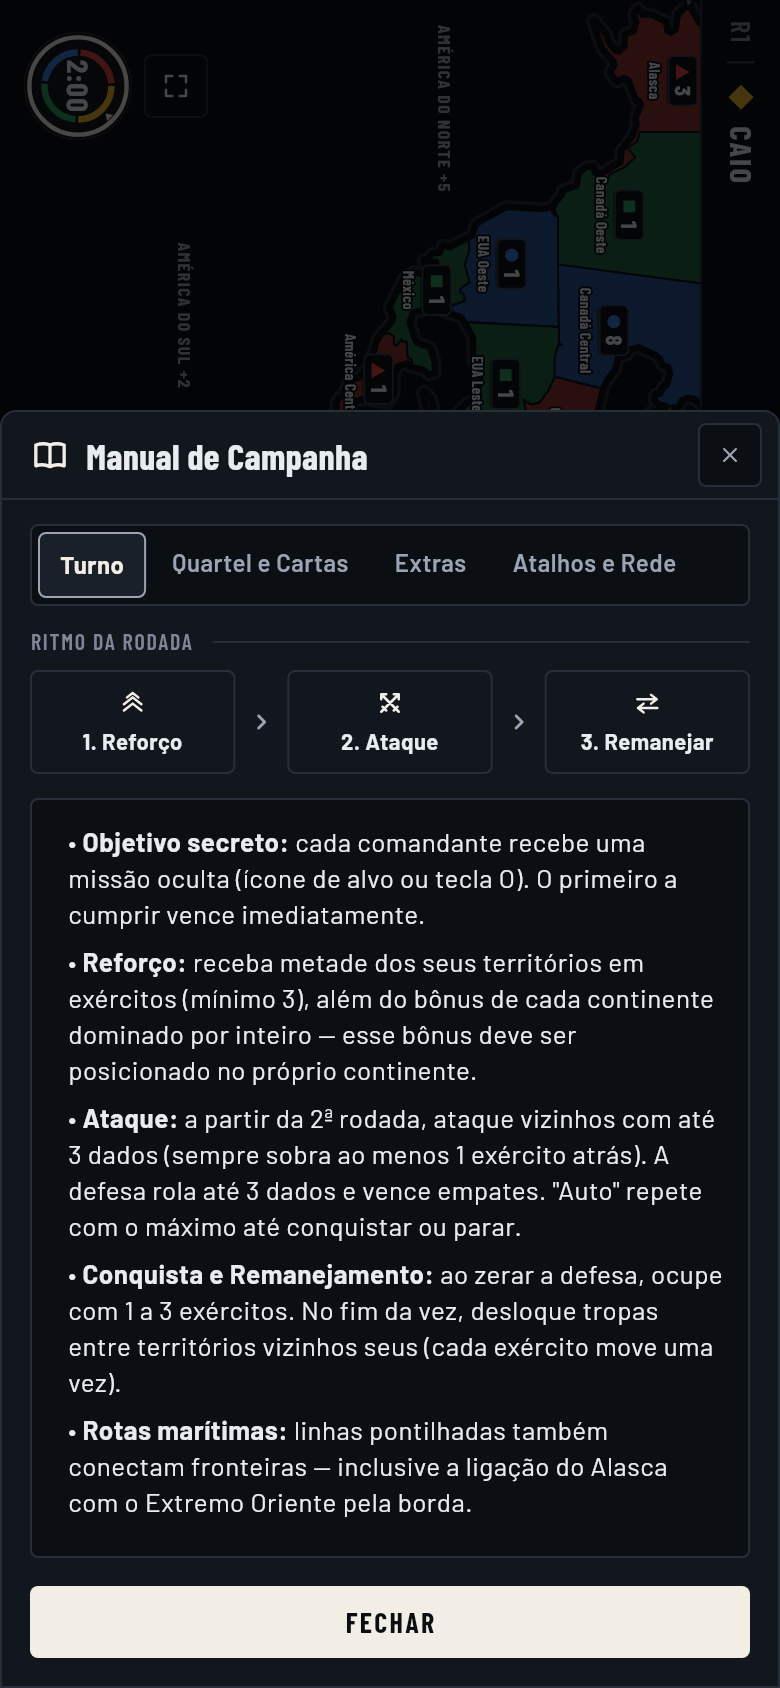 2:00
AMÉRICA DO NORTE +5
AMÉRICA DO SUL +2
R1
CAIO
Alasca
3
Canadá Oeste
1
EUA Oeste
1
México
1
Canadá Central
8
América Cent
1
EUA Leste
1
Manual de Campanha
Turno
Quartel e Cartas
Extras
Atalhos e Rede
RITMO DA RODADA
1. Reforço
2. Ataque
3. Remanejar
• Objetivo secreto: cada comandante recebe uma
missão oculta (ícone de alvo ou tecla O). O primeiro a
cumprir vence imediatamente.
• Reforço: receba metade dos seus territórios em
exércitos (mínimo 3), além do bônus de cada continente
dominado por inteiro — esse bônus deve ser
posicionado no próprio continente.
• Ataque: a partir da 2ª rodada, ataque vizinhos com até
3 dados (sempre sobra ao menos 1 exército atrás). A
defesa rola até 3 dados e vence empates. "Auto" repete
com o máximo até conquistar ou parar.
• Conquista e Remanejamento: ao zerar a defesa, ocupe
com 1 a 3 exércitos. No fim da vez, desloque tropas
entre territórios vizinhos seus (cada exército move uma
vez).
• Rotas marítimas: linhas pontilhadas também
conectam fronteiras — inclusive a ligação do Alasca
com o Extremo Oriente pela borda.
FECHAR